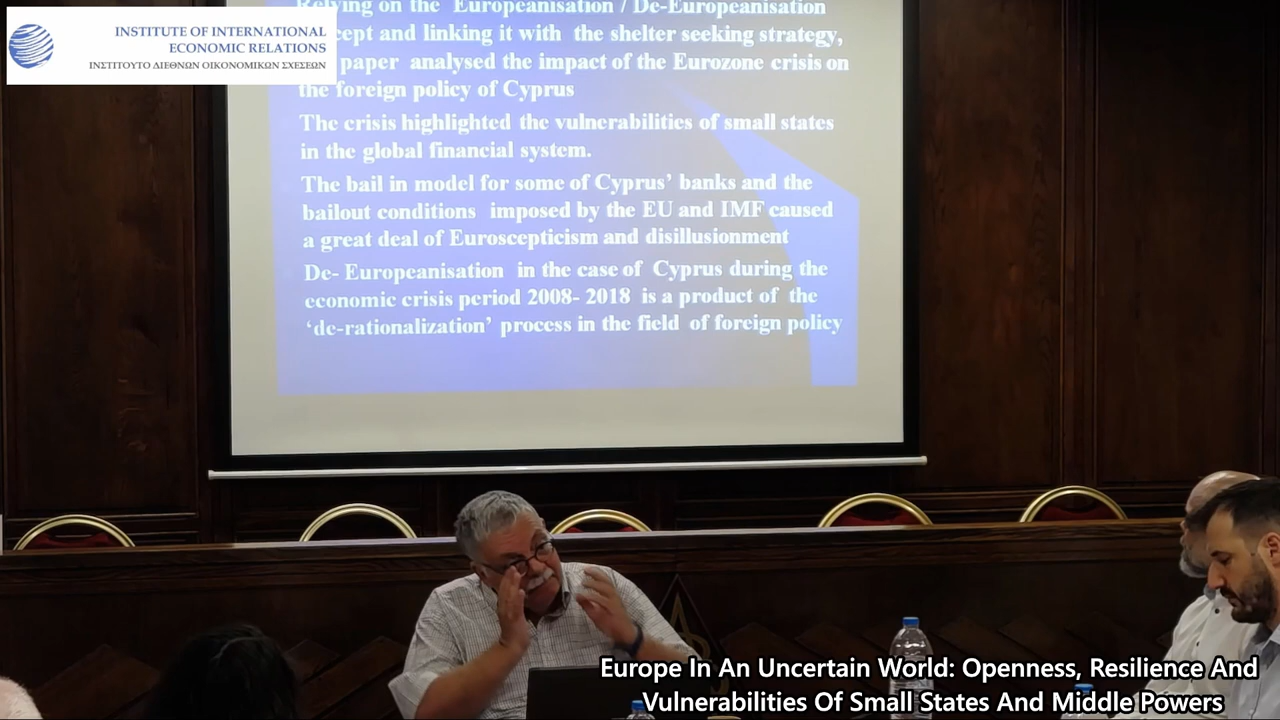 INSTITUTE OF INTERNATIONAL
ECONOMIC RELATIONS
ΙΝΣΤΙΤΟΥΤΟ ΔΙΕΘΝΩΝ ΟΙΚΟΝΟΜΙΚΩΝ ΣΧΕΣΕΩΝ
Relying on the Europeanisation / De-Europeanisation
and linking it with the shelter seeking strategy,
paper analysed the impact of the Eurozone crisis on
the foreign policy of Cyprus
The crisis highlighted the vulnerabilities of small states
in the global financial system.
The bail in model for some of Cyprus’ banks and the
bailout conditions imposed by the EU and IMF caused
a great deal of Euroscepticism and disillusionment
De- Europeanisation in the case of Cyprus during the
economic crisis period 2008- 2018 is a product of the
‘de-rationalization’ process in the field of foreign policy
Europe In An Uncertain World: Openness, Resilience And
Vulnerabilities Of Small States And Middle Powers